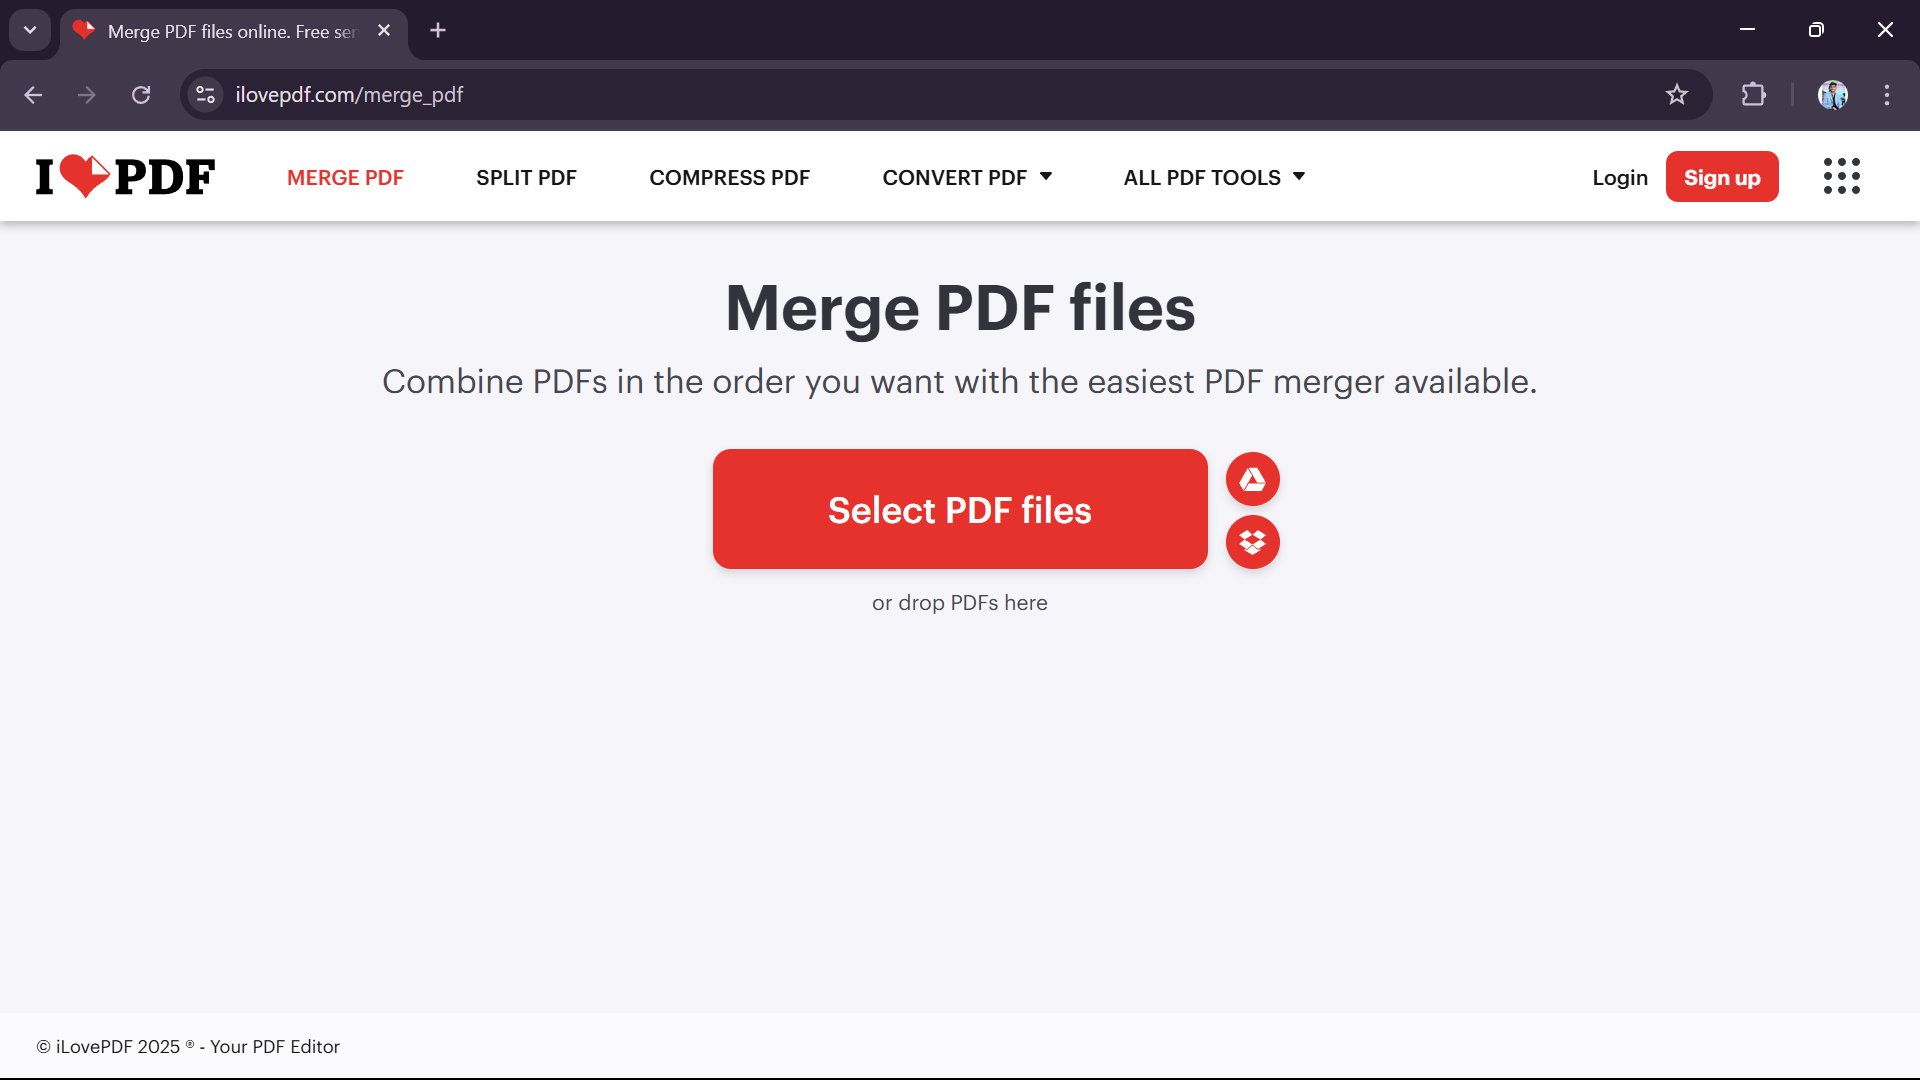 Merge PDF files online. Free ser
ilovepdf.com/merge_pdf
I PDF
MERGE PDF
SPLIT PDF
COMPRESS PDF
CONVERT PDF
ALL PDF TOOLS
Login
Sign up
Merge PDF files
Combine PDFs in the order you want with the easiest PDF merger available.
Select PDF files
or drop PDFs here
© iLovePDF 2025 ® - Your PDF Editor